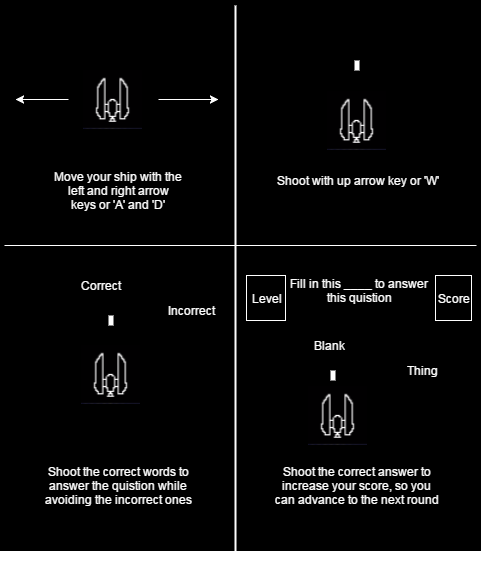 Move your ship with the
left and right arrow
keys or 'A' and 'D'
Shoot with up arrow key or 'W'
Correct
Incorrect
Shoot the correct words to
answer the quistion while
avoiding the incorrect ones
Level
Fill in this ____ to answer
this quistion
Score
Blank
Thing
Shoot the correct answer to
increase your score, so you
can advance to the next round